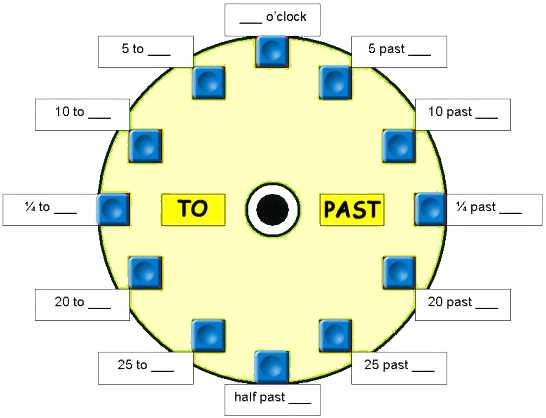 ___ o'clock
5 to ___
5 past ___
10 to ___
10 past ___
¼ to ___
TO
PAST
¼ past ___
20 to ___
20 past ___
25 to ___
25 past ___
half past ___